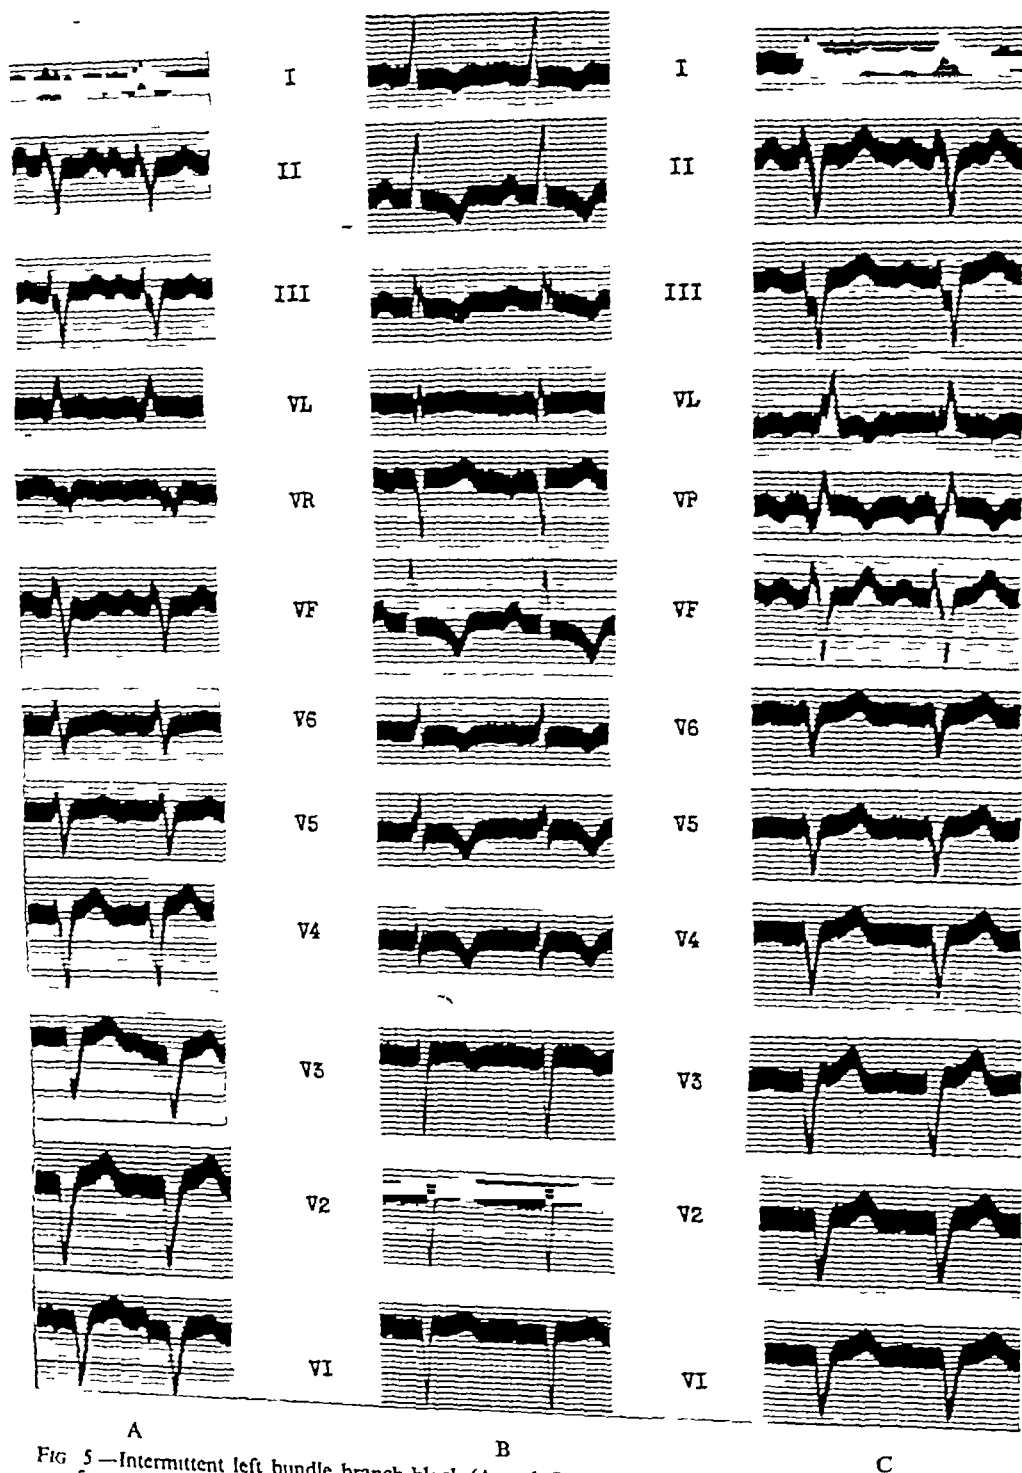 I I
II II
III III
VL VL
VR VP
VF VF
V6 V6
V5 V5
V4 V4
V3 V3
V2 V2
VI VI
A B C
FIG 5 —Intermittent left bundle branch block (A and